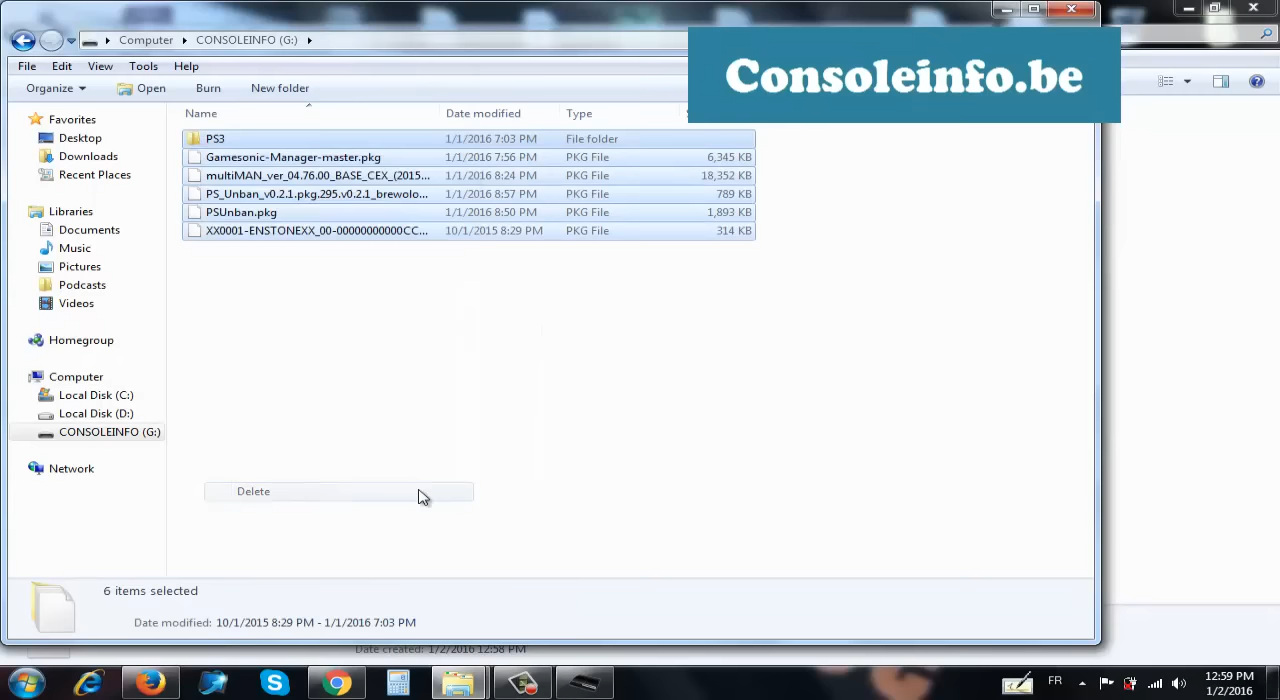 Computer CONSOLEINFO (G:)
Consoleinfo.be
File Edit View Tools Help
Organize Open Burn New folder
Name Date modified Type
Favorites
Desktop
Downloads
Recent Places
Libraries
Documents
Music
Pictures
Podcasts
Videos
Homegroup
Computer
Local Disk (C:)
Local Disk (D:)
CONSOLEINFO (G:)
Network
PS3 1/1/2016 7:03 PM File folder
Gamesonic-Manager-master.pkg 1/1/2016 7:56 PM PKG File 6,345 KB
multiMAN_ver_04.76.00_BASE_CEX_(2015... 1/1/2016 8:24 PM PKG File 18,352 KB
PS_Unban_v0.2.1.pkg.295.v0.2.1_brewolo... 1/1/2016 8:57 PM PKG File 789 KB
PSUnban.pkg 1/1/2016 8:50 PM PKG File 1,893 KB
XX0001-ENSTONEXX_00-00000000000CC... 10/1/2015 8:29 PM PKG File 314 KB
Delete
6 items selected
Date modified: 10/1/2015 8:29 PM - 1/1/2016 7:03 PM
Date created: 1/2/2016 12:58 PM
FR
12:59 PM
1/2/2016